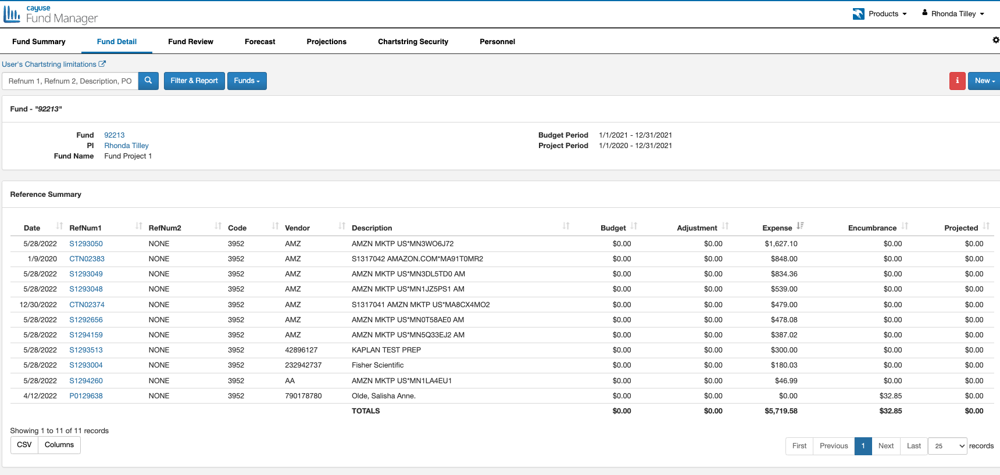 cayuse
Fund Manager
Products
Rhonda Tilley
Fund Summary Fund Detail Fund Review Forecast Projections Chartstring Security Personnel
User's Chartstring limitations
Refnum 1, Refnum 2, Description, PO Filter & Report Funds i New
Fund - "92213"
Fund 92213 Budget Period 1/1/2021 - 12/31/2021
PI Rhonda Tilley Project Period 1/1/2020 - 12/31/2021
Fund Name Fund Project 1
Reference Summary
Date RefNum1 RefNum2 Code Vendor Description Budget Adjustment Expense Encumbrance Projected
5/28/2022 S1293050 NONE 3952 AMZ AMZN MKTP US*MN3WO6J72 $0.00 $0.00 $1,627.10 $0.00 $0.00
1/9/2020 CTN02383 NONE 3952 AMZ S1317042 AMAZON.COM*MA91T0MR2 $0.00 $0.00 $848.00 $0.00 $0.00
5/28/2022 S1293049 NONE 3952 AMZ AMZN MKTP US*MN3DL5TD0 AM $0.00 $0.00 $834.36 $0.00 $0.00
5/28/2022 S1293048 NONE 3952 AMZ AMZN MKTP US*MN1JZ5PS1 AM $0.00 $0.00 $539.00 $0.00 $0.00
12/30/2022 CTN02374 NONE 3952 AMZ S1317041 AMZN MKTP US*MA8CX4MO2 $0.00 $0.00 $479.00 $0.00 $0.00
5/28/2022 S1292656 NONE 3952 AMZ AMZN MKTP US*MN0T58AE0 AM $0.00 $0.00 $478.08 $0.00 $0.00
5/28/2022 S1294159 NONE 3952 AMZ AMZN MKTP US*MN5Q33EJ2 AM $0.00 $0.00 $387.02 $0.00 $0.00
5/28/2022 S1293513 NONE 3952 42896127 KAPLAN TEST PREP $0.00 $0.00 $300.00 $0.00 $0.00
5/28/2022 S1293004 NONE 3952 232942737 Fisher Scientific $0.00 $0.00 $180.03 $0.00 $0.00
5/28/2022 S1294260 NONE 3952 AA AMZN MKTP US*MN1LA4EU1 $0.00 $0.00 $46.99 $0.00 $0.00
4/12/2022 P0129638 NONE 3952 790178780 Olde, Salisha Anne. $0.00 $0.00 $0.00 $32.85 $0.00
TOTALS $0.00 $0.00 $5,719.58 $32.85 $0.00
Showing 1 to 11 of 11 records
CSV Columns First Previous 1 Next Last 25 records